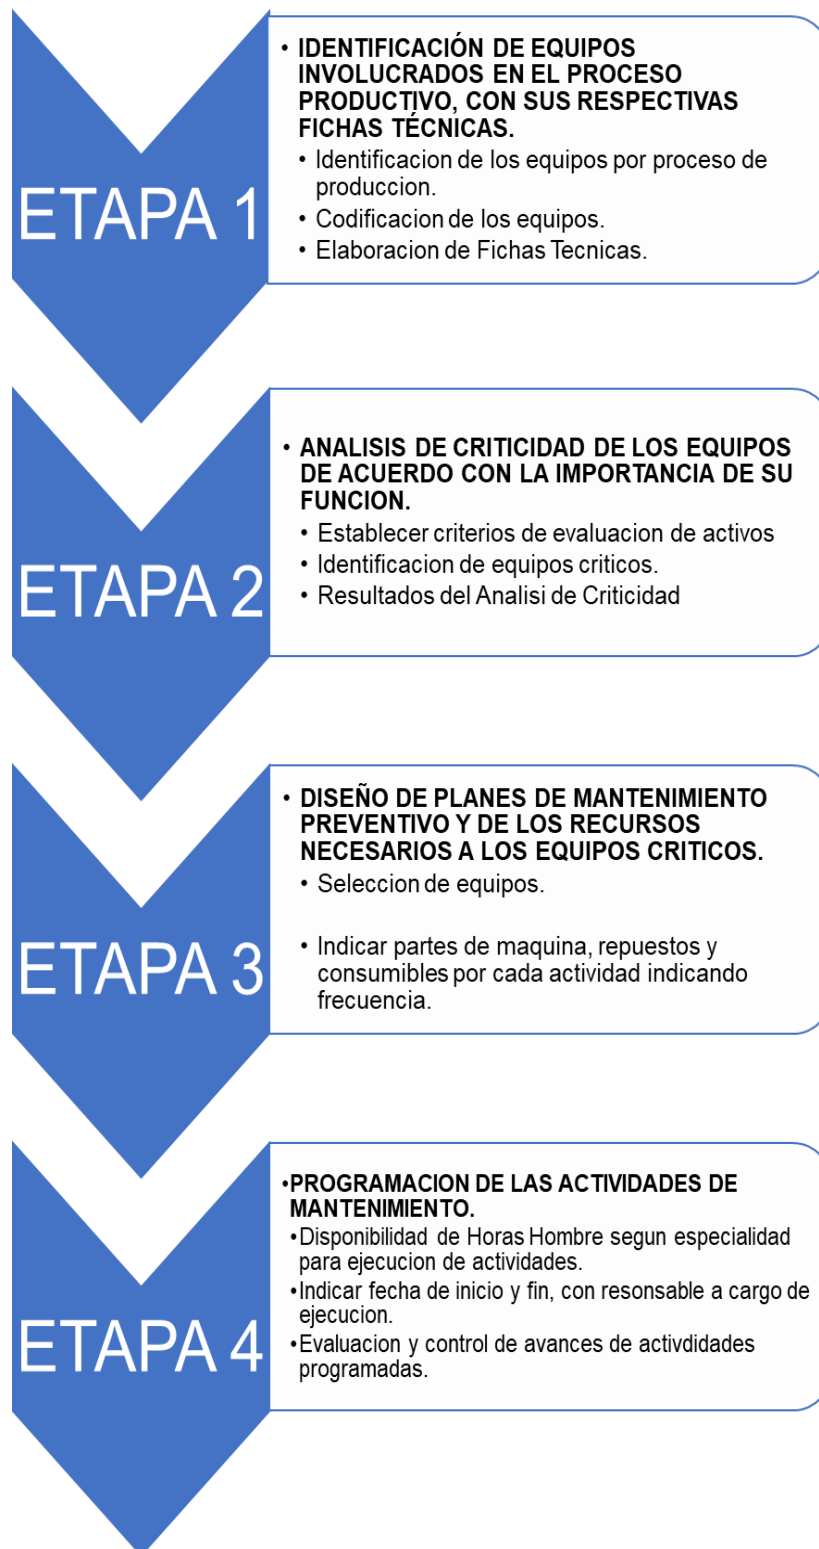 ETAPA 1
• IDENTIFICACIÓN DE EQUIPOS
INVOLUCRADOS EN EL PROCESO
PRODUCTIVO, CON SUS RESPECTIVAS
FICHAS TÉCNICAS.
• Identificacion de los equipos por proceso de
produccion.
• Codificacion de los equipos.
• Elaboracion de Fichas Tecnicas.
ETAPA 2
• ANALISIS DE CRITICIDAD DE LOS EQUIPOS
DE ACUERDO CON LA IMPORTANCIA DE SU
FUNCION.
• Establecer criterios de evaluacion de activos
• Identificacion de equipos criticos.
• Resultados del Analisi de Criticidad
ETAPA 3
• DISEÑO DE PLANES DE MANTENIMIENTO
PREVENTIVO Y DE LOS RECURSOS
NECESARIOS A LOS EQUIPOS CRITICOS.
• Seleccion de equipos.
• Indicar partes de maquina, repuestos y
consumibles por cada actividad indicando
frecuencia.
ETAPA 4
•PROGRAMACION DE LAS ACTIVIDADES DE
MANTENIMIENTO.
•Disponibilidad de Horas Hombre segun especialidad
para ejecucion de actividades.
•Indicar fecha de inicio y fin, con resonsable a cargo de
ejecucion.
•Evaluacion y control de avances de activdidades
programadas.